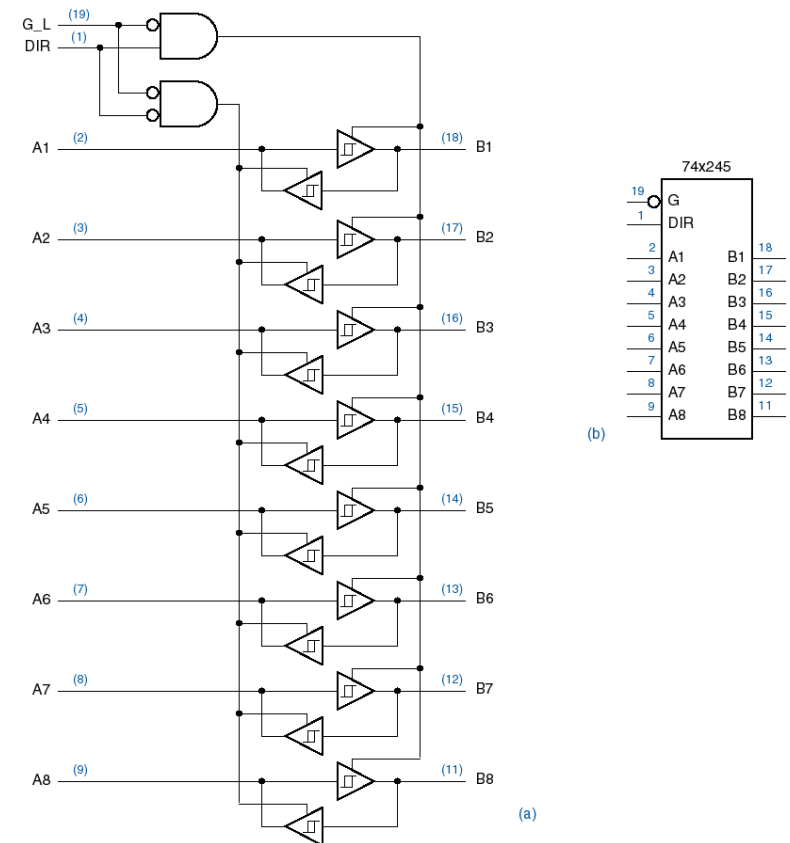 G_L (19)
DIR (1)
A1 (2) (18) B1
A2 (3) (17) B2
A3 (4) (16) B3
A4 (5) (15) B4
A5 (6) (14) B5
A6 (7) (13) B6
A7 (8) (12) B7
A8 (9) (11) B8
(a)
74x245
19 G
1 DIR
2 A1 B1 18
3 A2 B2 17
4 A3 B3 16
5 A4 B4 15
6 A5 B5 14
7 A6 B6 13
8 A7 B7 12
9 A8 B8 11
(b)